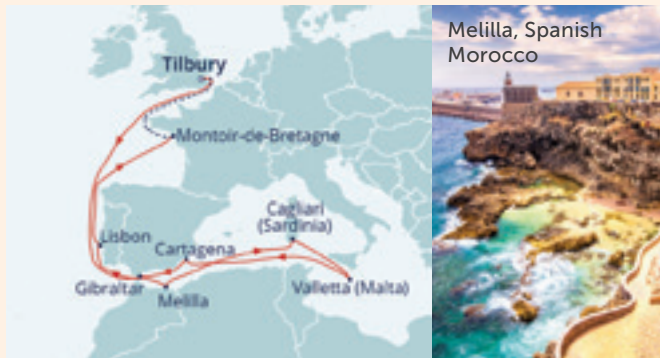 Melilla, Spanish
Morocco
Tilbury
Montoir-de-Bretagne
Cagliari
(Sardinia)
Lisbon
Cartagena
Gibraltar
Melilla
Valletta (Malta)